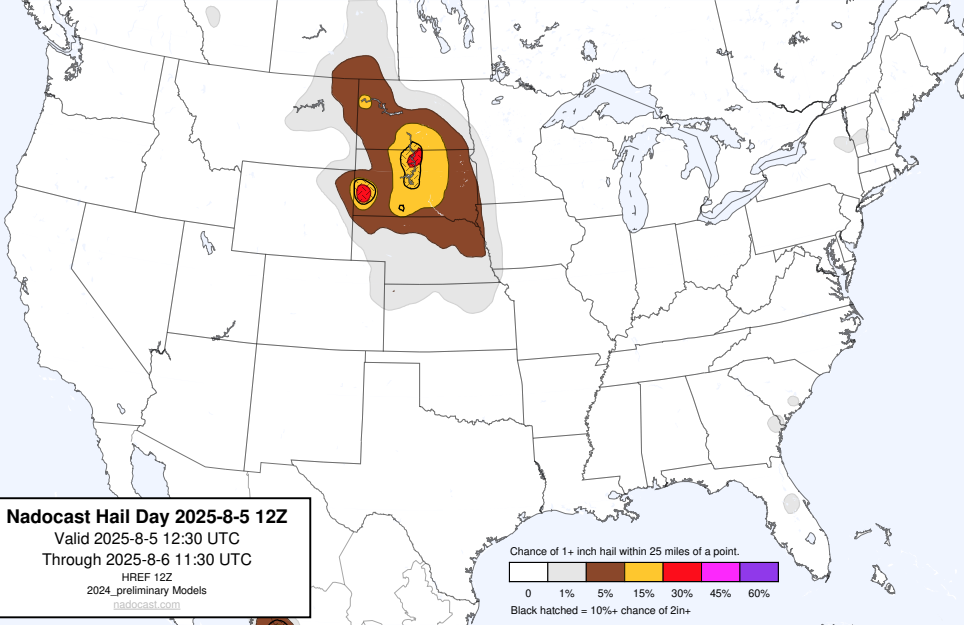 Nadocast Hail Day 2025-8-5 12Z
Valid 2025-8-5 12:30 UTC
Through 2025-8-6 11:30 UTC
HREF 12Z
2024_preliminary Models
nadocast.com
Chance of 1+ inch hail within 25 miles of a point.
0 1% 5% 15% 30% 45% 60%
Black hatched = 10%+ chance of 2in+